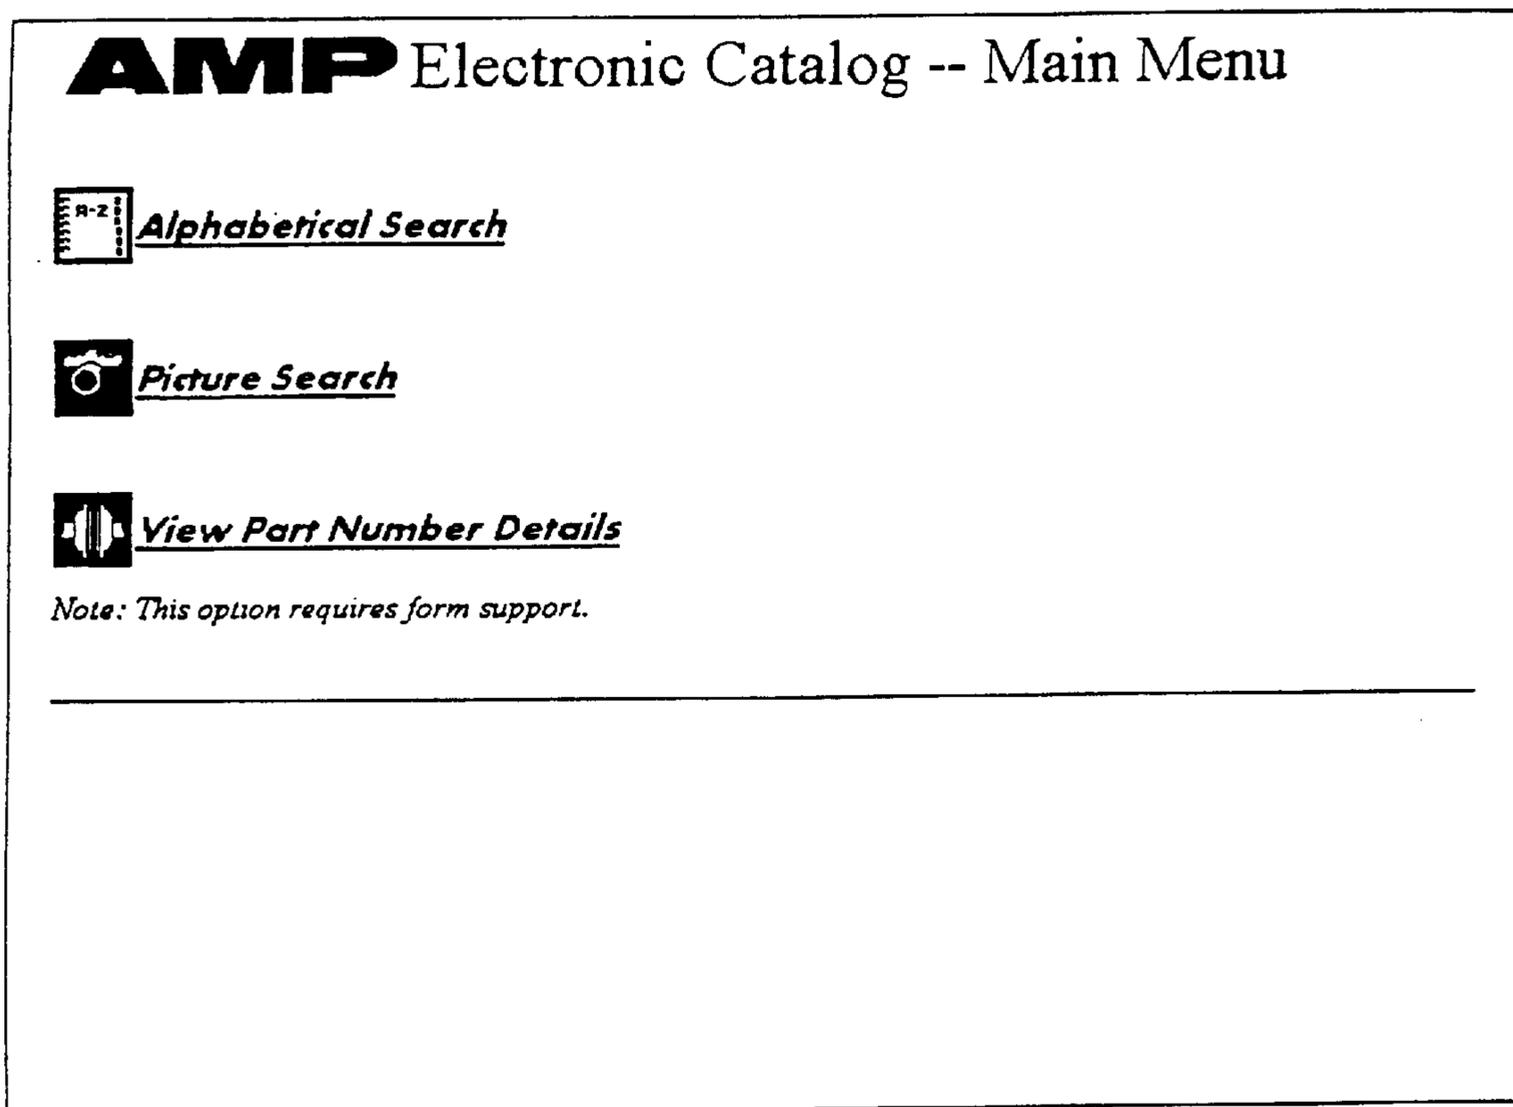 AMP Electronic Catalog -- Main Menu
A-Z
Alphabetical Search
Picture Search
View Part Number Details
Note: This option requires form support.